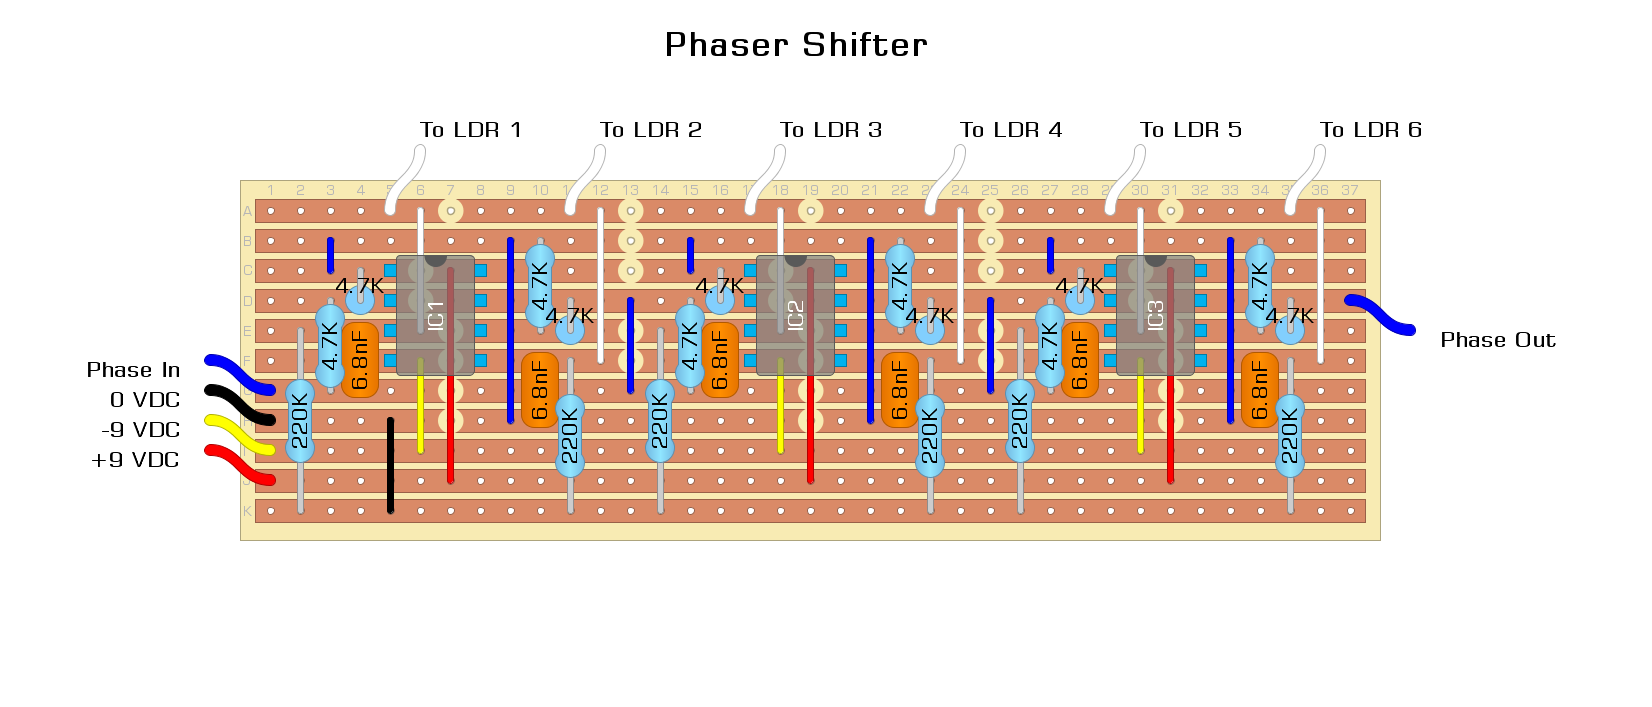 Phaser Shifter
To LDR 1 To LDR 2 To LDR 3 To LDR 4 To LDR 5 To LDR 6
1 2 3 4 5 6 7 8 9 10 11 12 13 14 15 16 17 18 19 20 21 22 23 24 25 26 27 28 29 30 31 32 33 34 35 36 37
A
B
C
4.7K 4.7K 4.7K 4.7K 4.7K 4.7K
D
4.7K 4.7K 4.7K
IC1 IC2 IC3
E
4.7K 4.7K 4.7K
Phase Out
F
6.8nF 6.8nF 6.8nF
Phase In
G
6.8nF 6.8nF 6.8nF
0 VDC
H
220K 220K 220K 220K 220K 220K
-9 VDC
I
+9 VDC
J
K